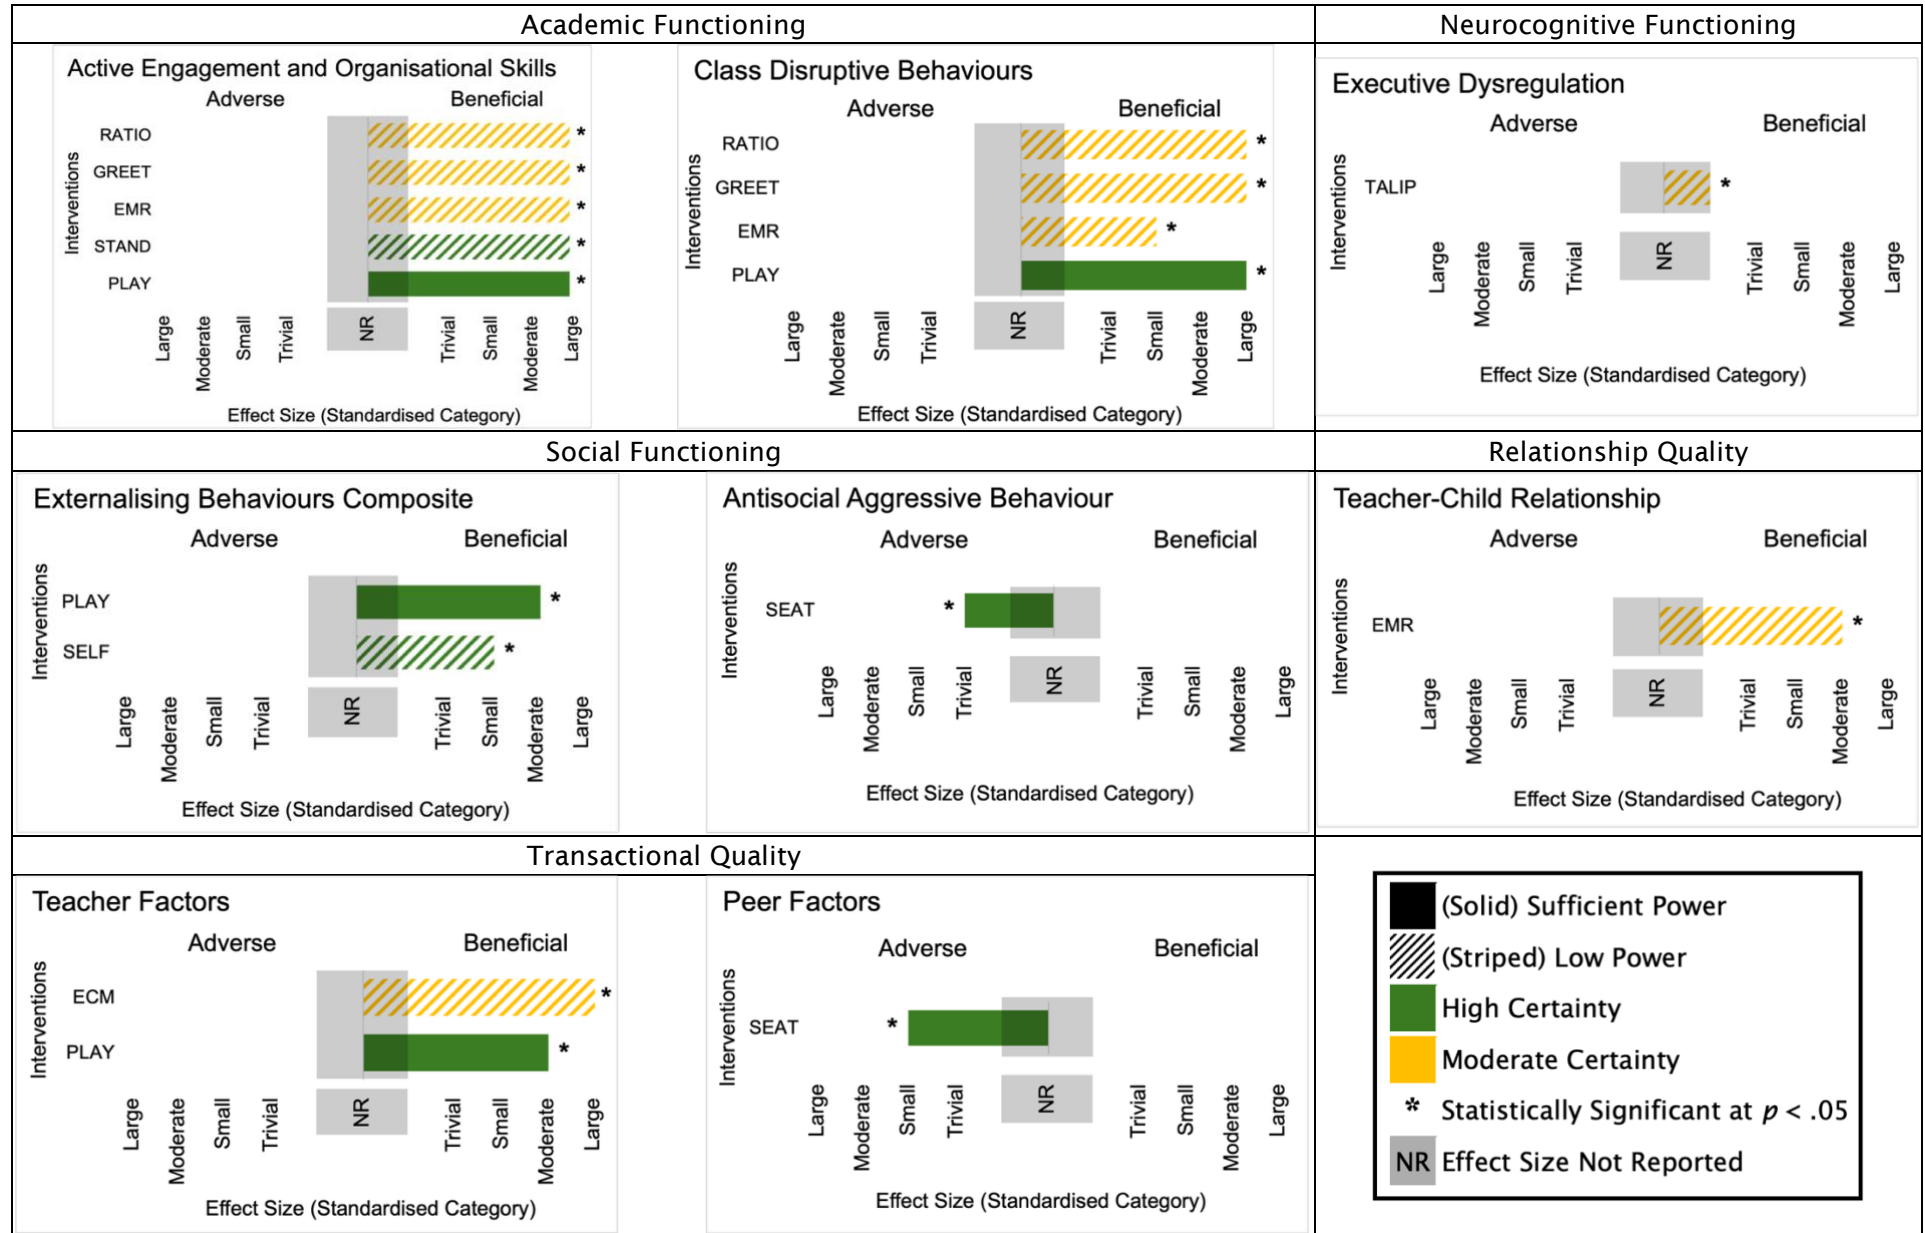 Academic Functioning
Neurocognitive Functioning
Active Engagement and Organisational Skills
Adverse
Beneficial
Interventions
RATIO
*
GREET
*
EMR
*
STAND
*
PLAY
*
Large
Moderate
Small
Trivial
NR
Trivial
Small
Moderate
Large
Effect Size (Standardised Category)
Class Disruptive Behaviours
Adverse
Beneficial
Interventions
RATIO
*
GREET
*
EMR
*
PLAY
*
Large
Moderate
Small
Trivial
NR
Trivial
Small
Moderate
Large
Effect Size (Standardised Category)
Executive Dysregulation
Adverse
Beneficial
Interventions
TALIP
*
Large
Moderate
Small
Trivial
NR
Trivial
Small
Moderate
Large
Effect Size (Standardised Category)
Social Functioning
Relationship Quality
Externalising Behaviours Composite
Adverse
Beneficial
Interventions
PLAY
*
SELF
*
Large
Moderate
Small
Trivial
NR
Trivial
Small
Moderate
Large
Effect Size (Standardised Category)
Antisocial Aggressive Behaviour
Adverse
Beneficial
Interventions
SEAT
*
Large
Moderate
Small
Trivial
NR
Trivial
Small
Moderate
Large
Effect Size (Standardised Category)
Teacher-Child Relationship
Adverse
Beneficial
Interventions
EMR
*
Large
Moderate
Small
Trivial
NR
Trivial
Small
Moderate
Large
Effect Size (Standardised Category)
Transactional Quality
Teacher Factors
Adverse
Beneficial
Interventions
ECM
*
PLAY
*
Large
Moderate
Small
Trivial
NR
Trivial
Small
Moderate
Large
Effect Size (Standardised Category)
Peer Factors
Adverse
Beneficial
Interventions
SEAT
*
Large
Moderate
Small
Trivial
NR
Trivial
Small
Moderate
Large
Effect Size (Standardised Category)
(Solid) Sufficient Power
(Striped) Low Power
High Certainty
Moderate Certainty
* Statistically Significant at p < .05
NR Effect Size Not Reported